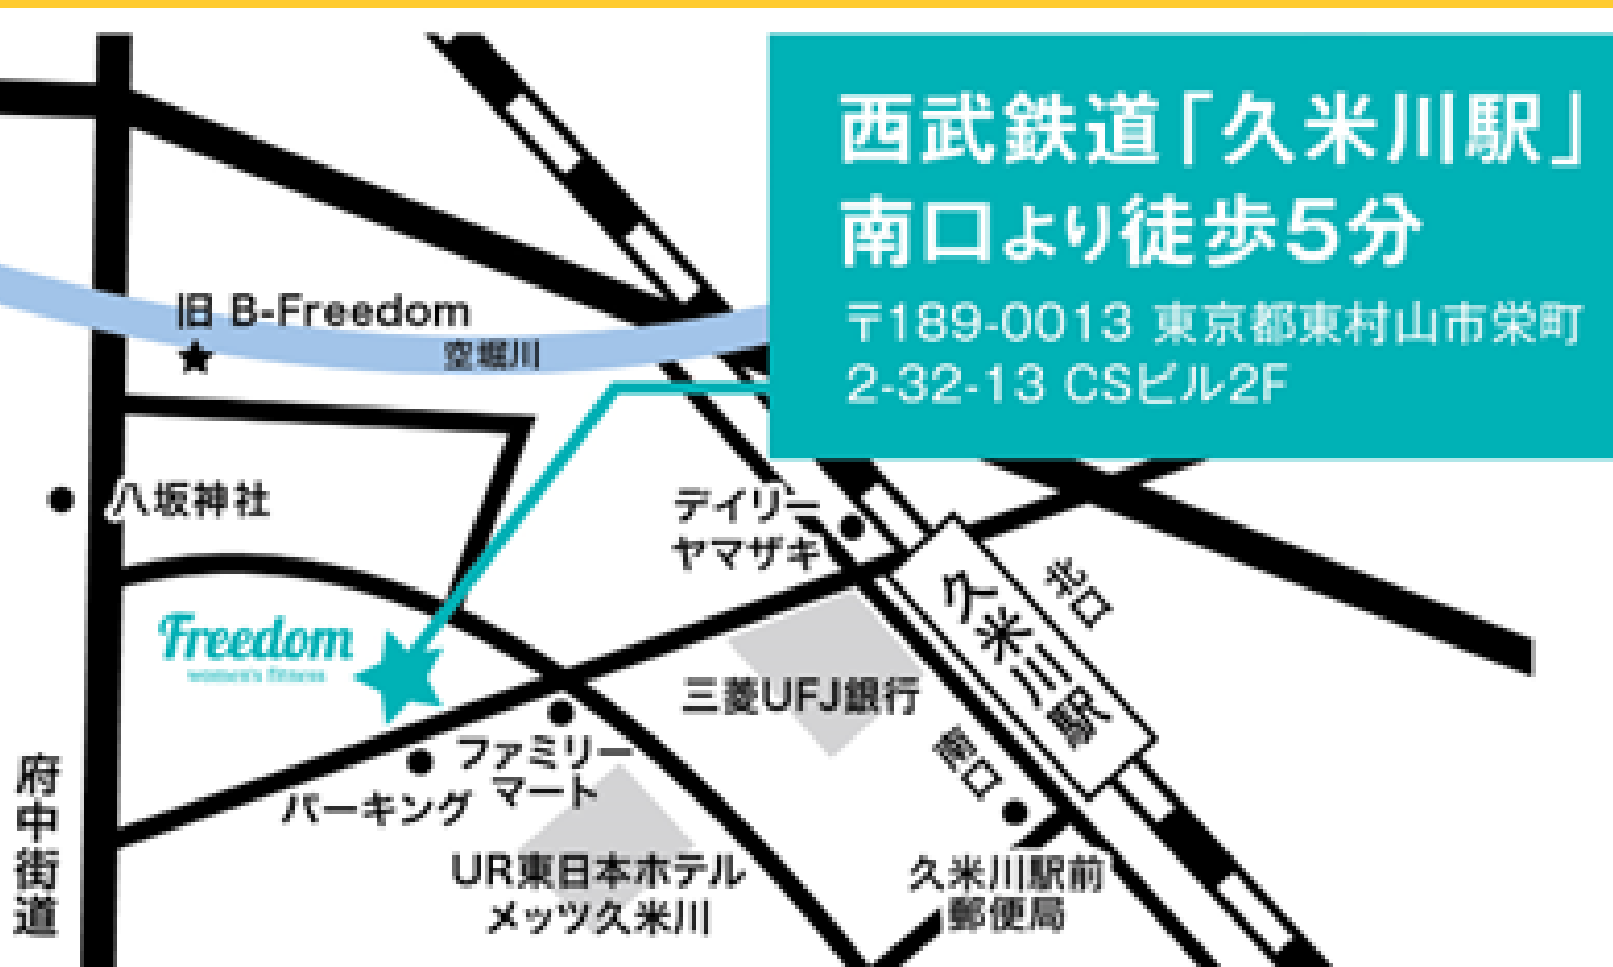 西武鉄道「久米川駅」
南口より徒歩5分
〒189-0013 東京都東村山市栄町
2-32-13 CSビル2F
旧 B-Freedom
空堀川
八坂神社
デイリー
ヤマザキ
北口
久米川駅
Freedom
women's fitness
三菱UFJ銀行
南口
ファミリー
マート
パーキング
府中街道
UR東日本ホテル
メッツ久米川
久米川駅前
郵便局